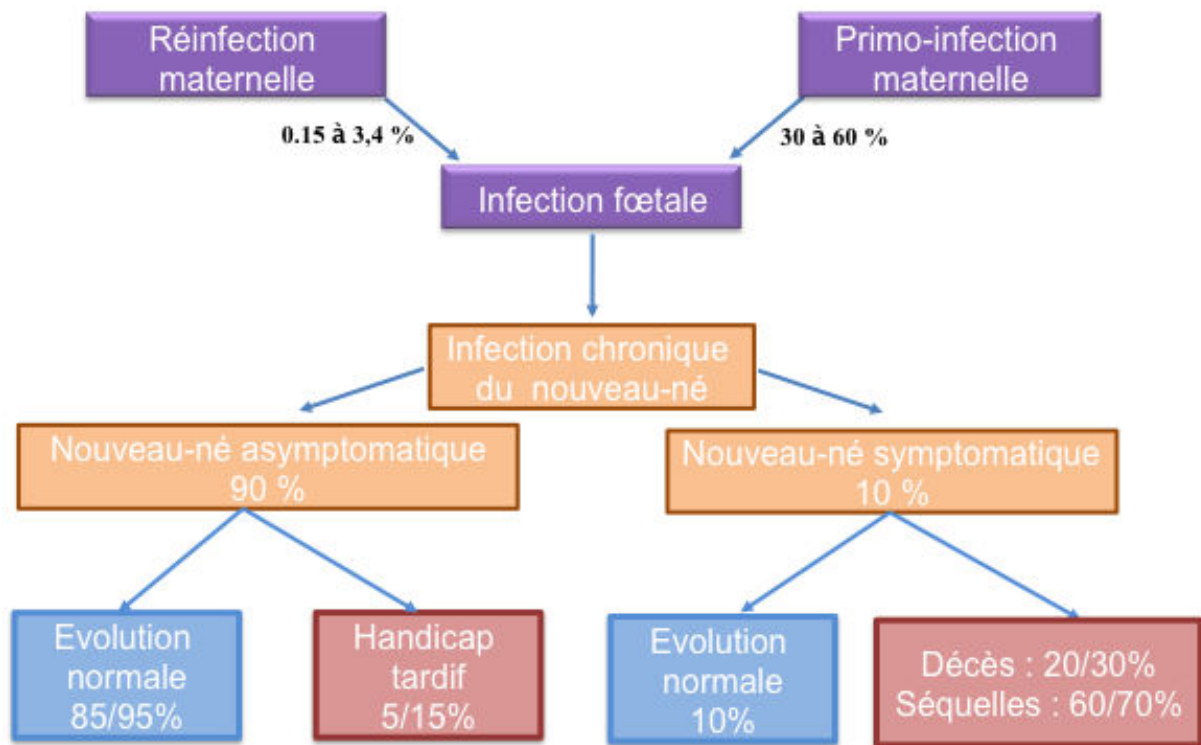 Réinfection
maternelle
Primo-infection
maternelle
0.15 à 3,4 %
30 à 60 %
Infection fœtale
Infection chronique
du nouveau-né
Nouveau-né asymptomatique
90 %
Nouveau-né symptomatique
10 %
Evolution
normale
85/95%
Handicap
tardif
5/15%
Evolution
normale
10%
Décès : 20/30%
Séquelles : 60/70%